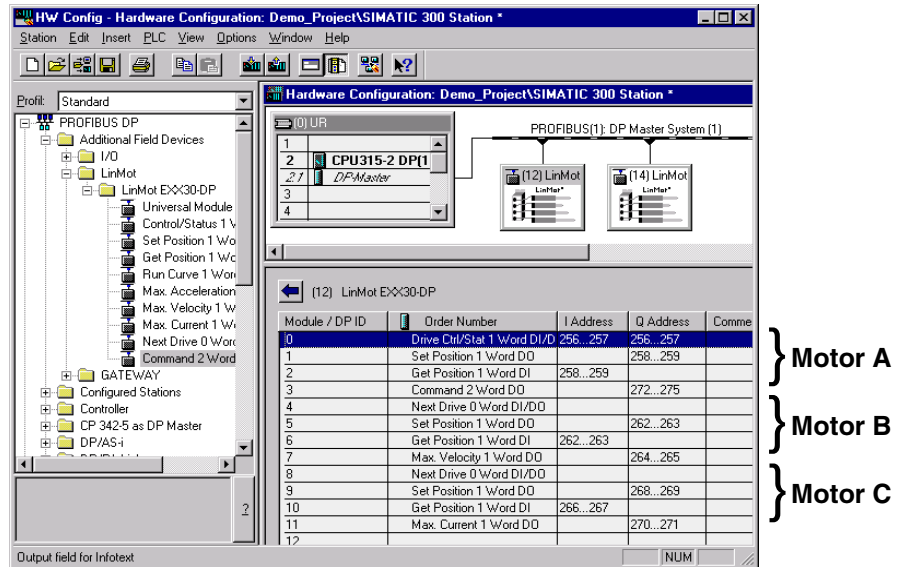 HW Config - Hardware Configuration: Demo_Project\SIMATIC 300 Station *
Station Edit Insert PLC View Options Window Help
Profil: Standard
PROFIBUS DP
Additional Field Devices
I/O
LinMot
LinMot EXX30-DP
Universal Module
Control/Status 1 W
Set Position 1 Wo
Get Position 1 Wo
Run Curve 1 Word
Max. Acceleration
Max. Velocity 1 W
Max. Current 1 Wo
Next Drive 0 Word
Command 2 Word
GATEWAY
Configured Stations
Controller
CP 342-5 as DP Master
DP/AS-i
?
Hardware Configuration: Demo_Project\SIMATIC 300 Station *
(0) UR
1
2 CPU315-2 DP(1
2.1 DP-Master
3
4
PROFIBUS(1): DP Master System (1)
(12) LinMot
LinMot*
(14) LinMot
LinMot*
(12) LinMot EXX30-DP
Module / DP ID Order Number I Address Q Address Comme
0 Drive Ctrl/Stat 1 Word DI/D 256...257 256...257
1 Set Position 1 Word DO 258...259
2 Get Position 1 Word DI 258...259
3 Command 2 Word DO 272...275
4 Next Drive 0 Word DI/DO
5 Set Position 1 Word DO 262...263
6 Get Position 1 Word DI 262...263
7 Max. Velocity 1 Word DO 264...265
8 Next Drive 0 Word DI/DO
9 Set Position 1 Word DO 268...269
10 Get Position 1 Word DI 266...267
11 Max. Current 1 Word DO 270...271
12
Motor A
Motor B
Motor C
Output field for Infotext NUM